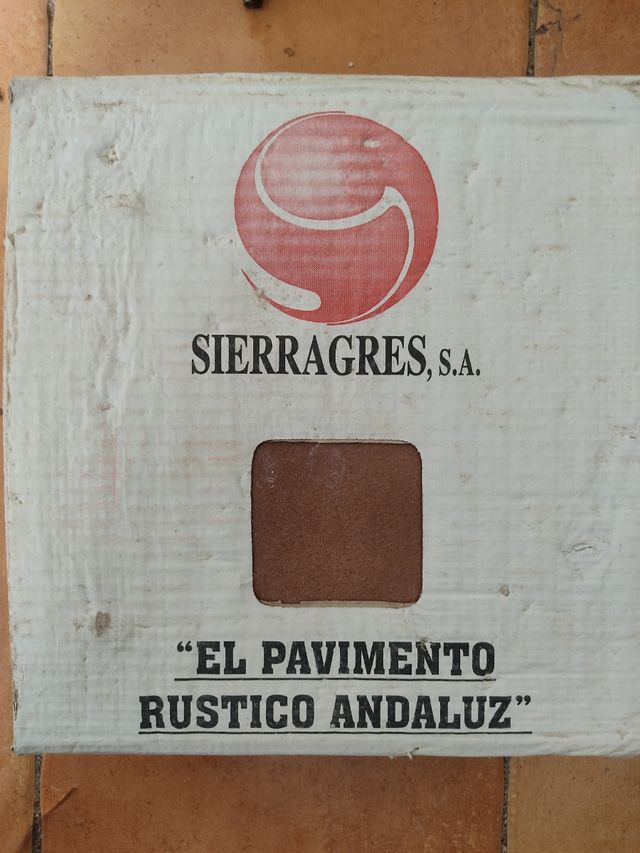 SIERRAGRES, S.A.
“EL PAVIMENTO
RUSTICO ANDALUZ”